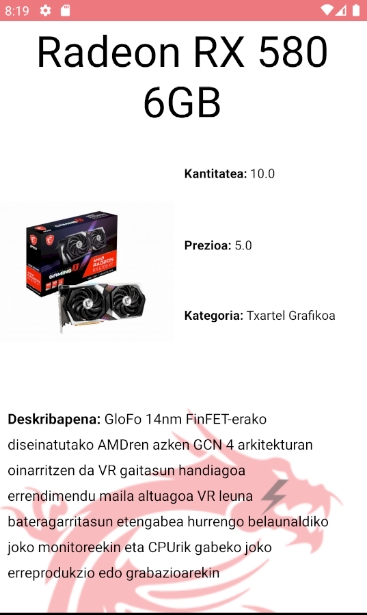 8:19
Radeon RX 580
6GB
Kantitatea: 10.0
Prezioa: 5.0
Kategoria: Txartel Grafikoa
Deskribapena: GloFo 14nm FinFET-erako
diseinatutako AMDren azken GCN 4 arkitekturan
oinarritzen da VR gaitasun handiagoa
errendimendu maila altuagoa VR leuna
bateragarritasun etengabea hurrengo belaunaldiko
joko monitoreekin eta CPUrik gabeko joko
erreprodukzio edo grabazioarekin